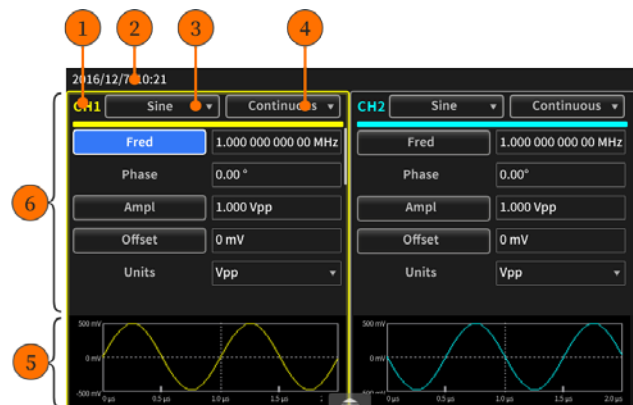 1 2 3 4
2016/12/7 10:21
CH1 Sine Continuous CH2 Sine Continuous
Fred 1.000 000 000 00 MHz Fred 1.000 000 000 00 MHz
6 Phase 0.00 ° Phase 0.00°
Ampl 1.000 Vpp Ampl 1.000 Vpp
Offset 0 mV Offset 0 mV
Units Vpp Units Vpp
500 mV 500 mV
5 0 mV 0 mV
-500 mV -500 mV
0 µs 0.5 µs 1.0 µs 1.5 µs 0 µs 0.5 µs 1.0 µs 1.5 µs 2.0 µs